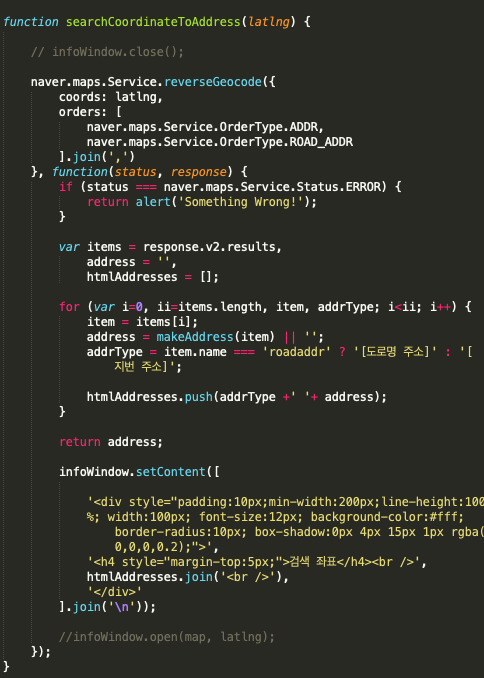 function searchCoordinateToAddress(latlng) {
// infoWindow.close();
naver.maps.Service.reverseGeocode({
coords: latlng,
orders: [
naver.maps.Service.OrderType.ADDR,
naver.maps.Service.OrderType.ROAD_ADDR
].join(',')
}, function(status, response) {
if (status === naver.maps.Service.Status.ERROR) {
return alert('Something Wrong!');
}
var items = response.v2.results,
address = '',
htmlAddresses = [];
for (var i=0, ii=items.length, item, addrType; i<ii; i++) {
item = items[i];
address = makeAddress(item) || '';
addrType = item.name === 'roadaddr' ? '[도로명 주소]' : '[
지번 주소]';
htmlAddresses.push(addrType +' '+ address);
}
return address;
infoWindow.setContent([
'<div style="padding:10px;min-width:200px;line-height:100
%; width:100px; font-size:12px; background-color:#fff;
border-radius:10px; box-shadow:0px 4px 15px 1px rgba(
0,0,0,0.2);">',
'<h4 style="margin-top:5px;">검색 좌표</h4><br />',
htmlAddresses.join('<br />'),
'</div>'
].join('\n'));
//infoWindow.open(map, latlng);
});
}